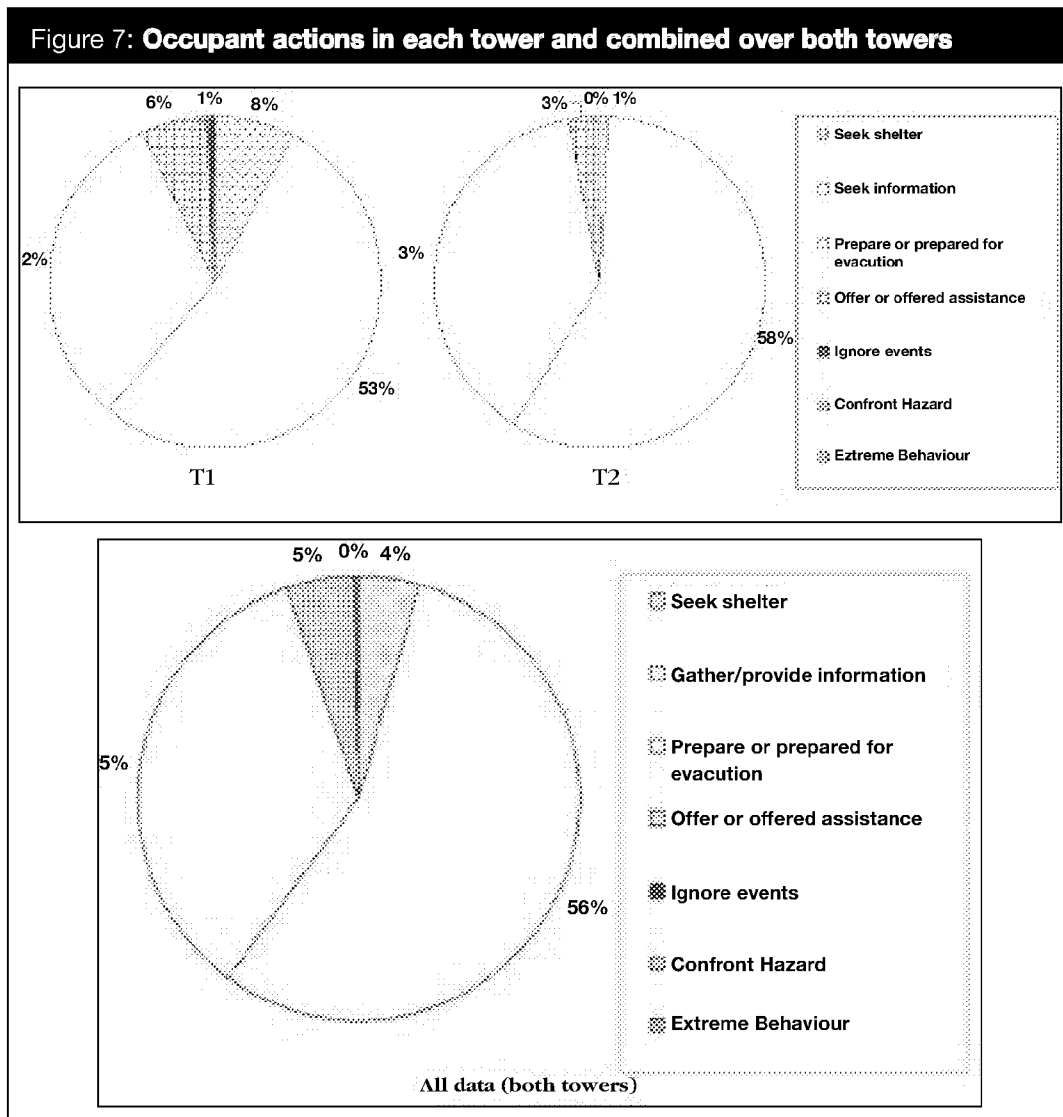 Figure 7: Occupant actions in each tower and combined over both towers
6% 1% 8%
2%
53%
T1
3% 0% 1%
3%
58%
T2
Seek shelter
Seek information
Prepare or prepared for
evacution
Offer or offered assistance
Ignore events
Confront Hazard
Eztreme Behaviour
5% 0% 4%
5%
56%
All data (both towers)
Seek shelter
Gather/provide information
Prepare or prepared for
evacution
Offer or offered assistance
Ignore events
Confront Hazard
Extreme Behaviour